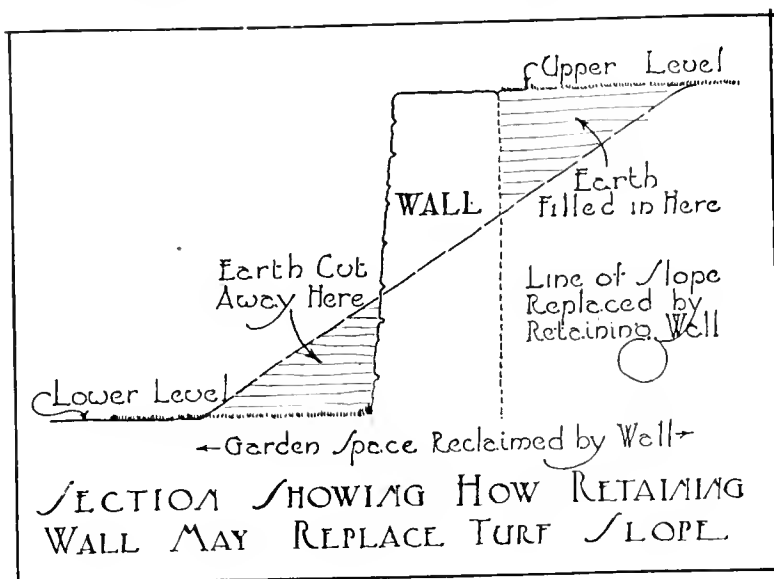 Upper Level
WALL
Earth
Filled in Here
Earth Cut
Away Here
Line of Slope
Replaced by
Retaining Wall
Lower Level
Garden Space Reclaimed by Wall
SECTION SHOWING HOW RETAINING
WALL MAY REPLACE TURF SLOPE